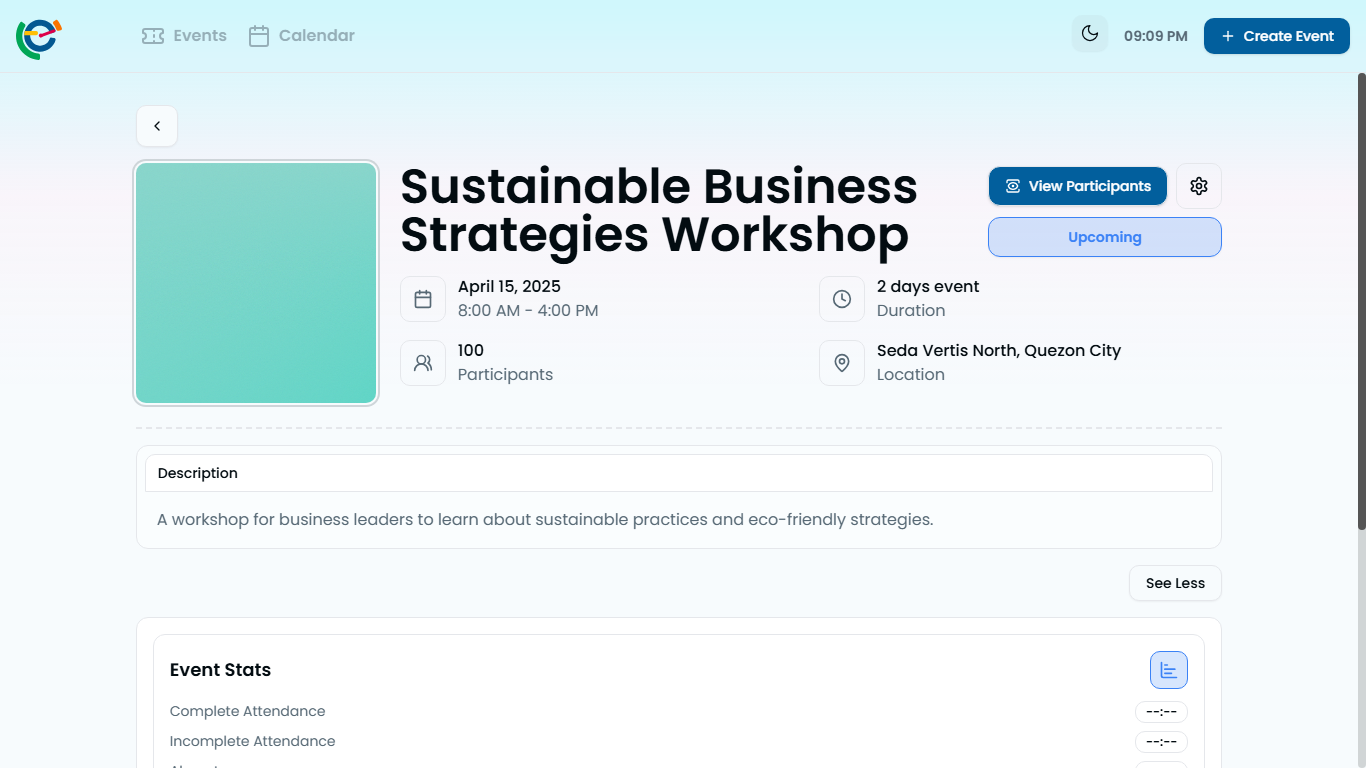 Events
Calendar
09:09 PM
Create Event
Sustainable Business
Strategies Workshop
View Participants
Upcoming
April 15, 2025
8:00 AM - 4:00 PM
2 days event
Duration
100
Participants
Seda Vertis North, Quezon City
Location
Description
A workshop for business leaders to learn about sustainable practices and eco-friendly strategies.
See Less
Event Stats
Complete Attendance
--:--
Incomplete Attendance
--:--